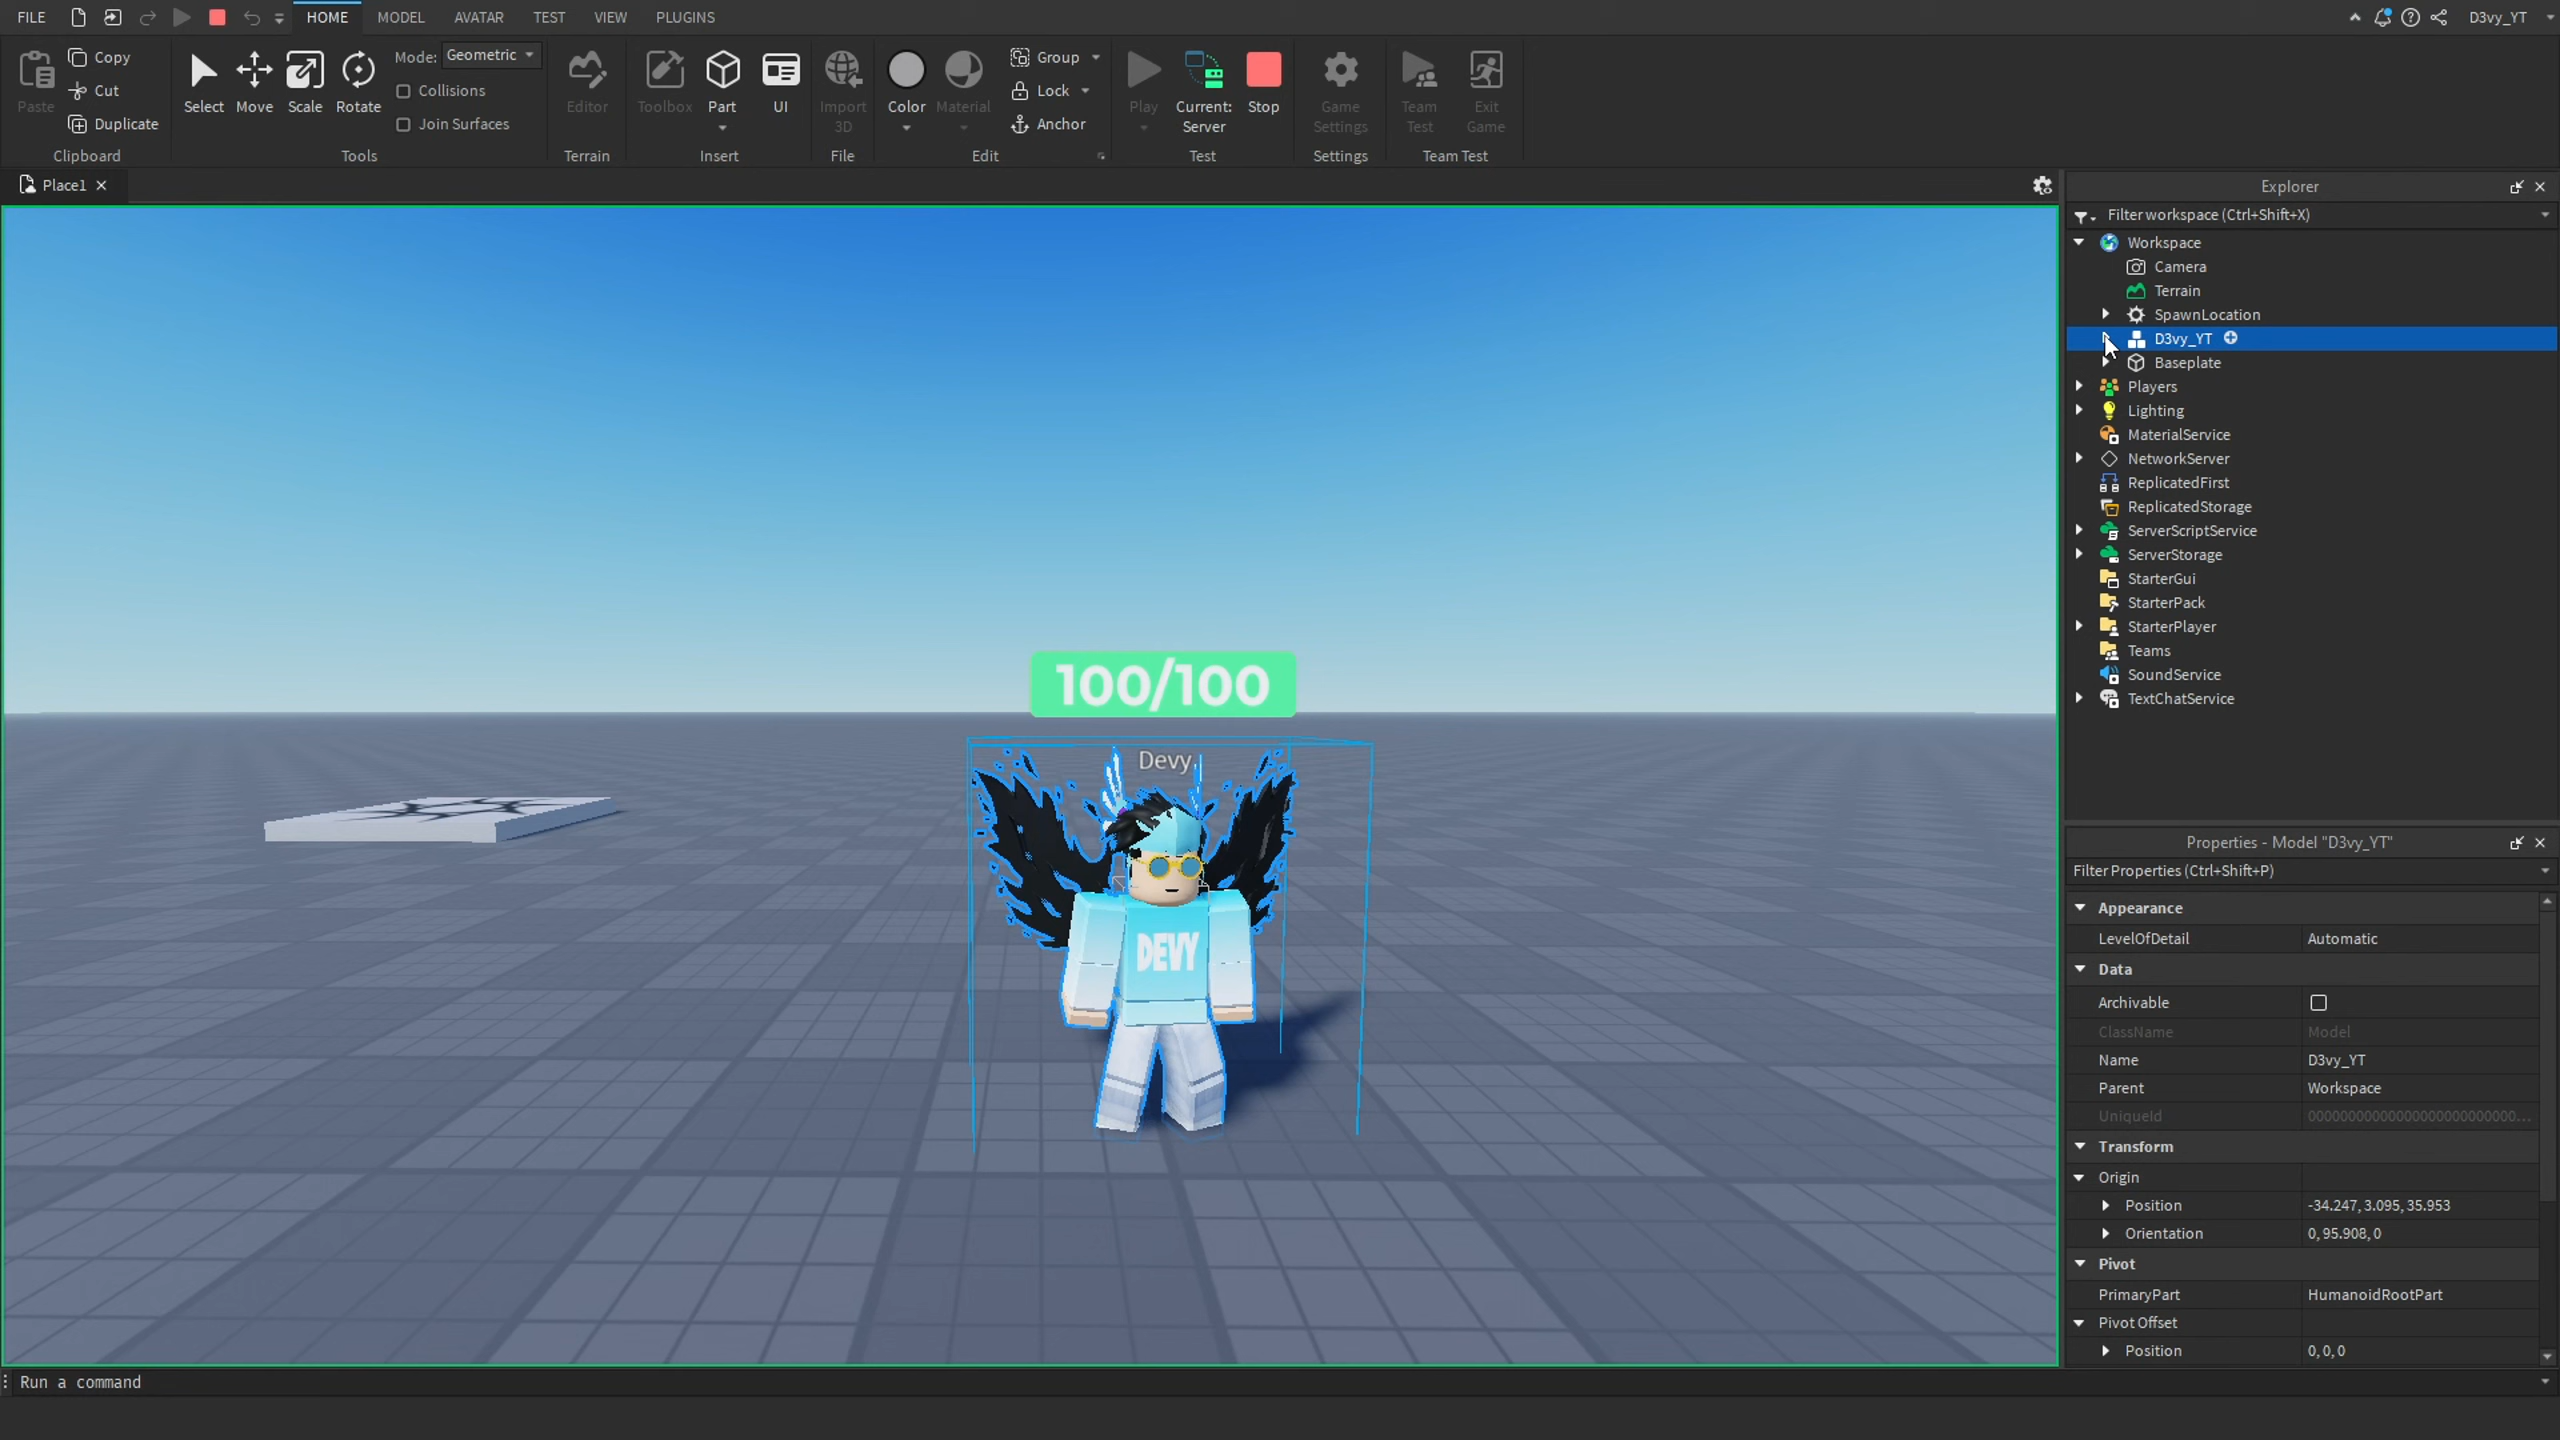 FILE HOME MODEL AVATAR TEST VIEW PLUGINS D3vy_YT
Paste
Copy
Cut
Duplicate
Clipboard
Select Move Scale Rotate
Mode: Geometric
Collisions
Join Surfaces
Tools
Editor
Terrain
Toolbox Part UI
Insert
Import
3D
File
Color Material
Group
Lock
Anchor
Edit
Play
Current:
Server
Stop
Test
Game
Settings
Settings
Team
Test
Exit
Game
Team Test
Place1
100/100
Devy
DEVY
Explorer
Filter workspace (Ctrl+Shift+X)
Workspace
Camera
Terrain
SpawnLocation
D3vy_YT
Baseplate
Players
Lighting
MaterialService
NetworkServer
ReplicatedFirst
ReplicatedStorage
ServerScriptService
ServerStorage
StarterGui
StarterPack
StarterPlayer
Teams
SoundService
TextChatService
Properties - Model "D3vy_YT"
Filter Properties (Ctrl+Shift+P)
Appearance
LevelOfDetail Automatic
Data
Archivable
ClassName Model
Name D3vy_YT
Parent Workspace
UniqueId 00000000000000000000000000...
Transform
Origin
Position -34.247, 3.095, 35.953
Orientation 0, 95.908, 0
Pivot
PrimaryPart HumanoidRootPart
Pivot Offset
Position 0, 0, 0
Run a command